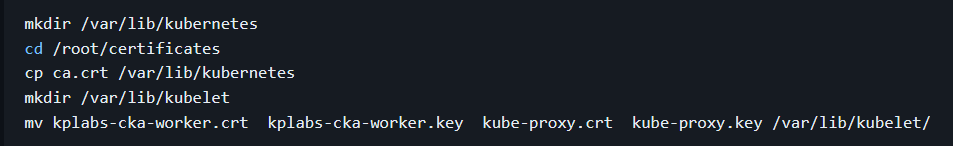 mkdir /var/lib/kubernetes
cd /root/certificates
cp ca.crt /var/lib/kubernetes
mkdir /var/lib/kubelet
mv kplabs-cka-worker.crt  kplabs-cka-worker.key  kube-proxy.crt  kube-proxy.key /var/lib/kubelet/